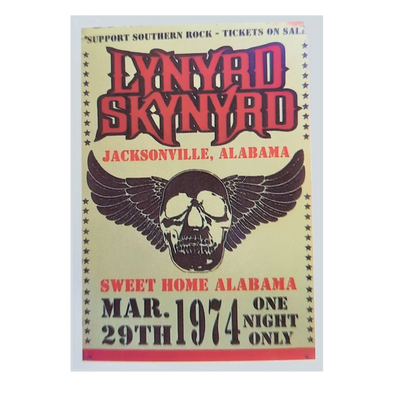 "SUPPORT SOUTHERN ROCK - TICKETS ON SAL
LYNYRD
SKYNYRD
JACKSONVILLE, ALABAMA
SWEET HOME ALABAMA
MAR.
29TH
1974
ONE
NIGHT
ONLY